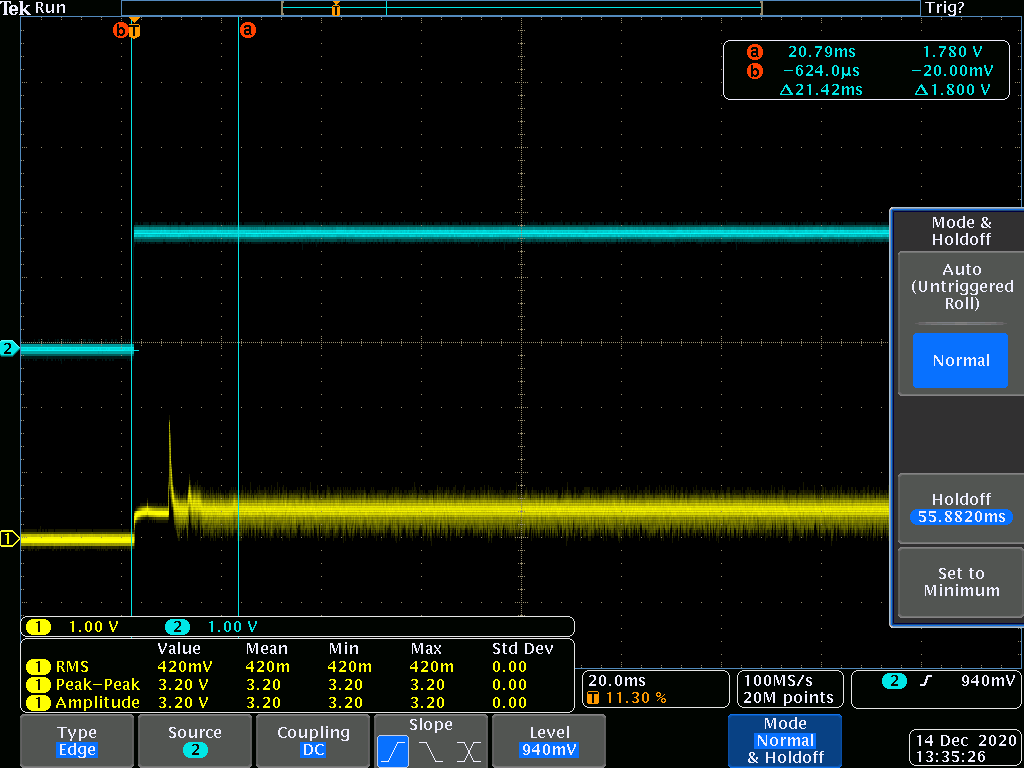 Tek Run Trig?
b T a
a 20.79ms 1.780 V
b −624.0μs −20.00mV
Δ21.42ms Δ1.800 V
Mode &
Holdoff
Auto
(Untriggered
Roll)
Normal
2
Holdoff
55.8820ms
1
Set to
Minimum
1 1.00 V 2 1.00 V
Value Mean Min Max Std Dev
1 RMS 420mV 420m 420m 420m 0.00
1 Peak−Peak 3.20 V 3.20 3.20 3.20 0.00
1 Amplitude 3.20 V 3.20 3.20 3.20 0.00
20.0ms
T 11.30 %
100MS/s
20M points
2 940mV
Type
Edge
Source
2
Coupling
DC
Slope
Level
940mV
Mode
Normal
& Holdoff
14 Dec 2020
13:35:26